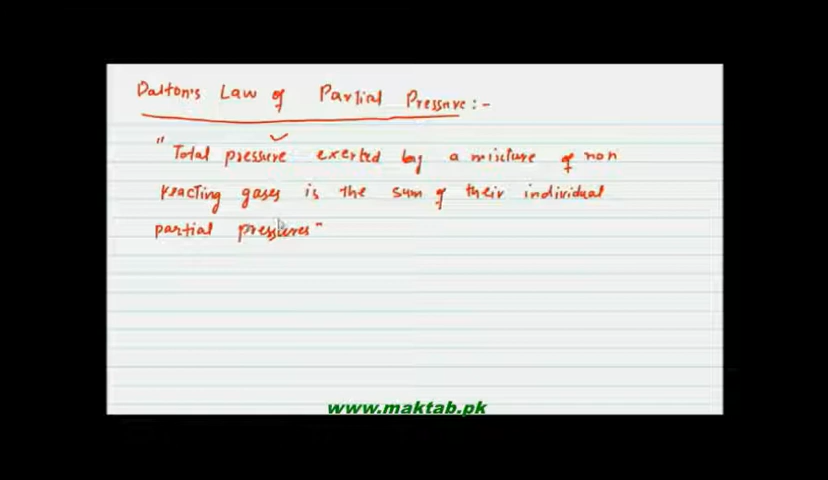 Dalton's Law of Partial Pressure:-
"Total pressure exerted by a mixture of non
reacting gases is the sum of their individual
partial pressures"
www.maktab.pk